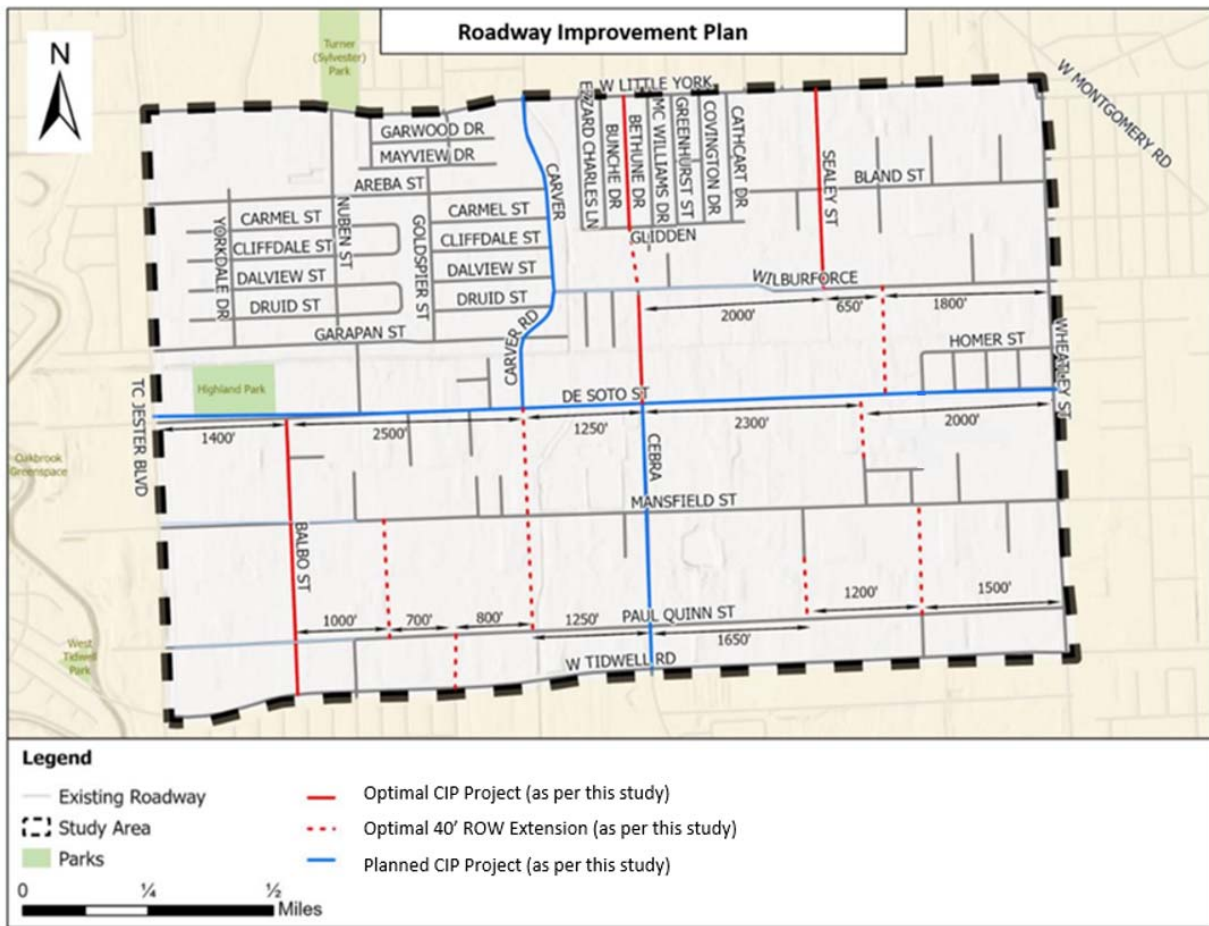 Roadway Improvement Plan
N
Turner
(Sylvester)
Park
W LITTLE YORK
W MONTGOMERY RD
GARWOOD DR
MAYVIEW DR
AREBA ST
CARVER
EZZARD CHARLES LN
BUNCHE DR
BETHUNE DR
MC WILLIAMS DR
GREENHURST ST
COVINGTON DR
CATHCART DR
SEALEY ST
BLAND ST
YORKDALE DR
CARMEL ST
NUBEN ST
GOLDSPIER ST
CARMEL ST
CLIFFDALE ST
CLIFFDALE ST
GLIDDEN
DALVIEW ST
DALVIEW ST
WILBURFORCE
DRUID ST
DRUID ST
2000'
650'
1800'
GARAPAN ST
CARVER RD
HOMER ST
WHEATLEY ST
TC JESTER BLVD
Highland Park
DE SOTO ST
1400'
2500'
1250'
2300'
2000'
Oakbrook
Greenspace
CEBRA
MANSFIELD ST
BALBO ST
1000'
700'
800'
1250'
PAUL QUINN ST
1650'
1200'
1500'
West
Tidwell
Park
W TIDWELL RD
Legend
Existing Roadway
Study Area
Parks
Optimal CIP Project (as per this study)
Optimal 40' ROW Extension (as per this study)
Planned CIP Project (as per this study)
0 ¼ ½
Miles